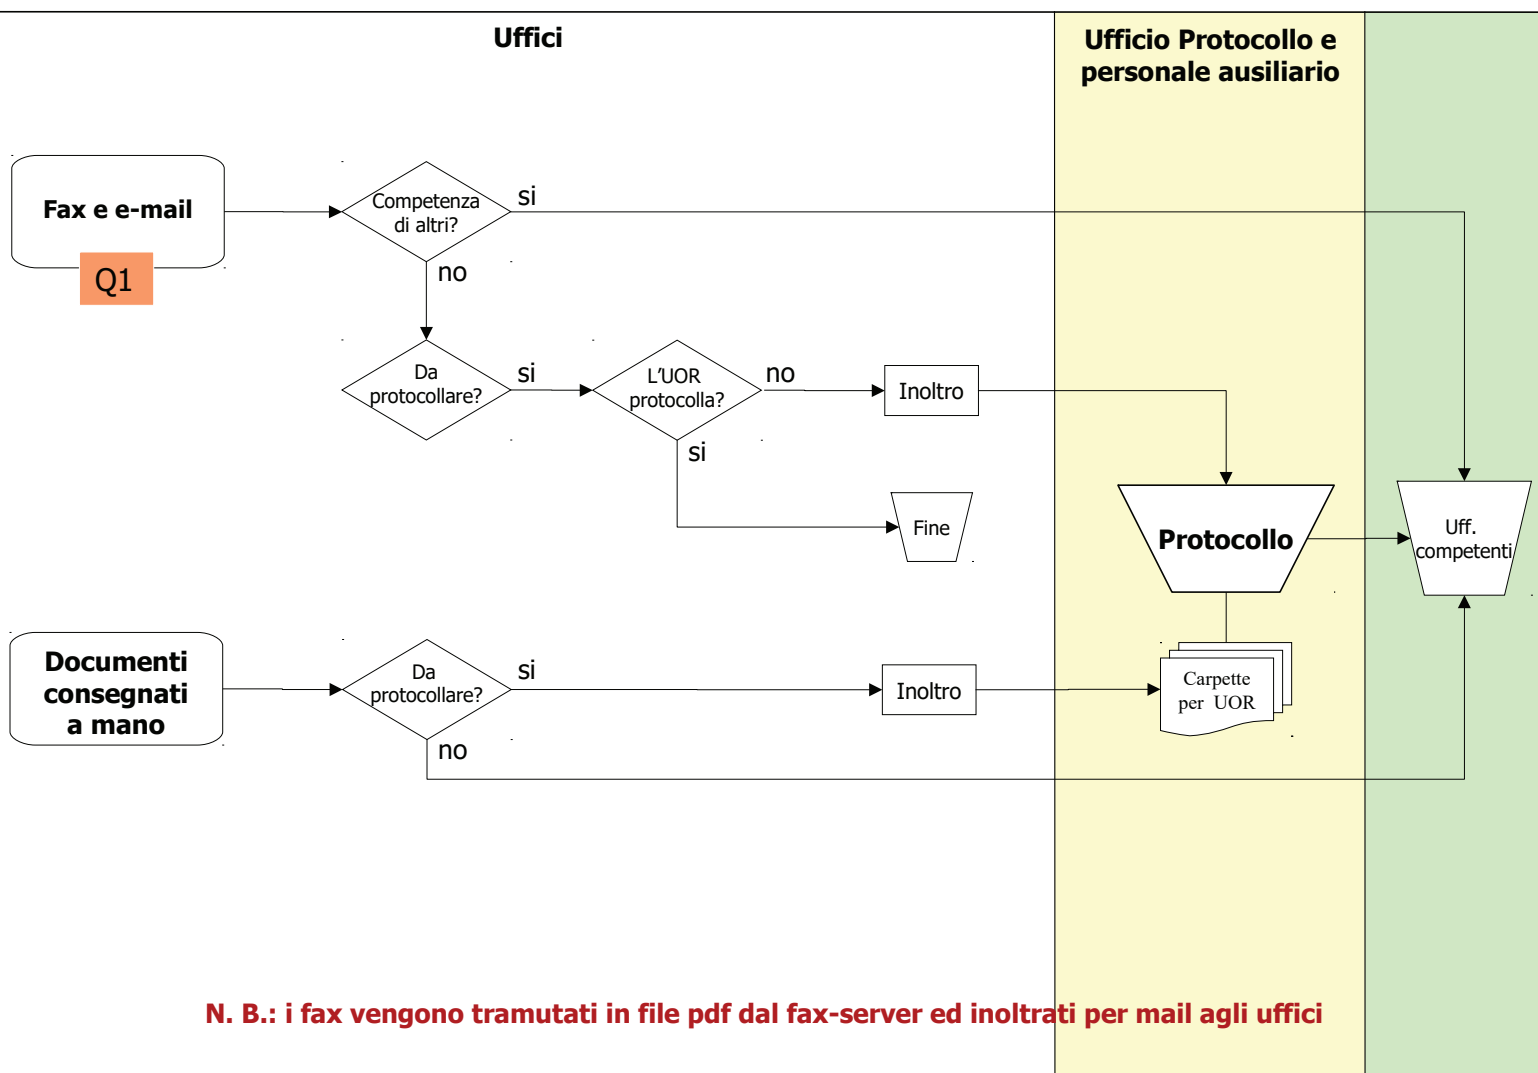 Uffici
Ufficio Protocollo e
personale ausiliario
Fax e e-mail
Q1
Competenza
di altri?
si
no
Da
protocollare?
si
L'UOR
protocolla?
no
Inoltro
si
Fine
Protocollo
Uff.
competenti
Documenti
consegnati
a mano
Da
protocollare?
si
Inoltro
Carpette
per UOR
no
N. B.: i fax vengono tramutati in file pdf dal fax-server ed inoltrati per mail agli uffici